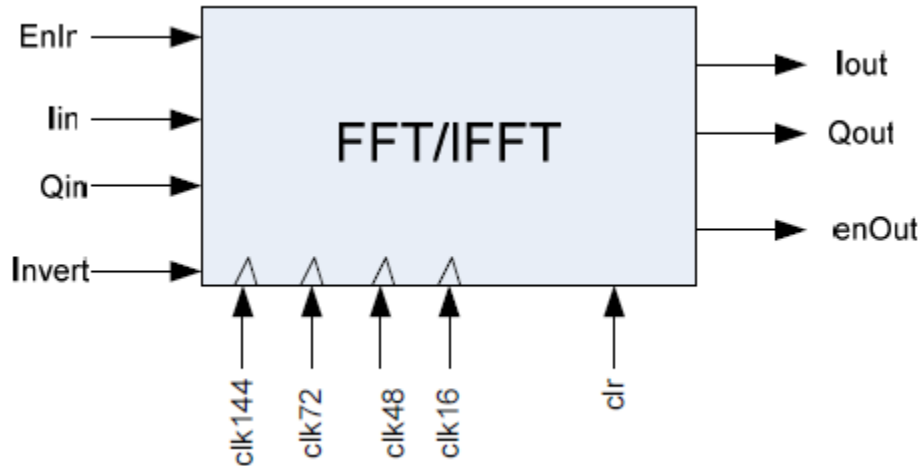 EnIr
Iin
Qin
Invert
FFT/IFFT
Iout
Qout
enOut
clk144
clk72
clk48
clk16
clr